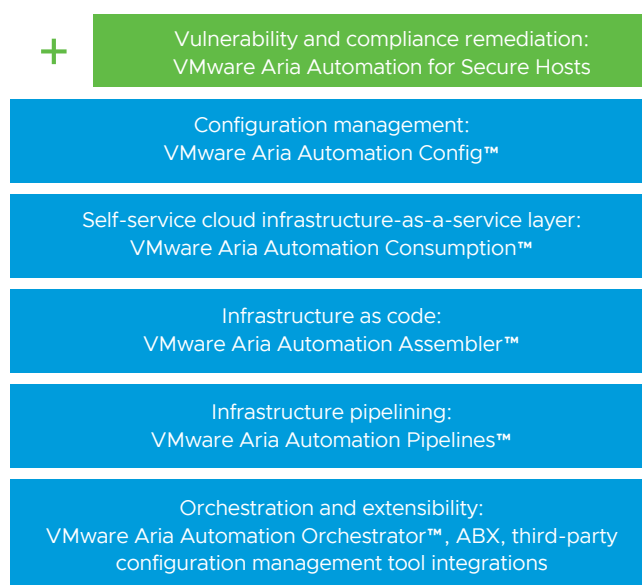 +
Vulnerability and compliance remediation:
VMware Aria Automation for Secure Hosts
Configuration management:
VMware Aria Automation Config™
Self-service cloud infrastructure-as-a-service layer:
VMware Aria Automation Consumption™
Infrastructure as code:
VMware Aria Automation Assembler™
Infrastructure pipelining:
VMware Aria Automation Pipelines™
Orchestration and extensibility:
VMware Aria Automation Orchestrator™, ABX, third-party
configuration management tool integrations